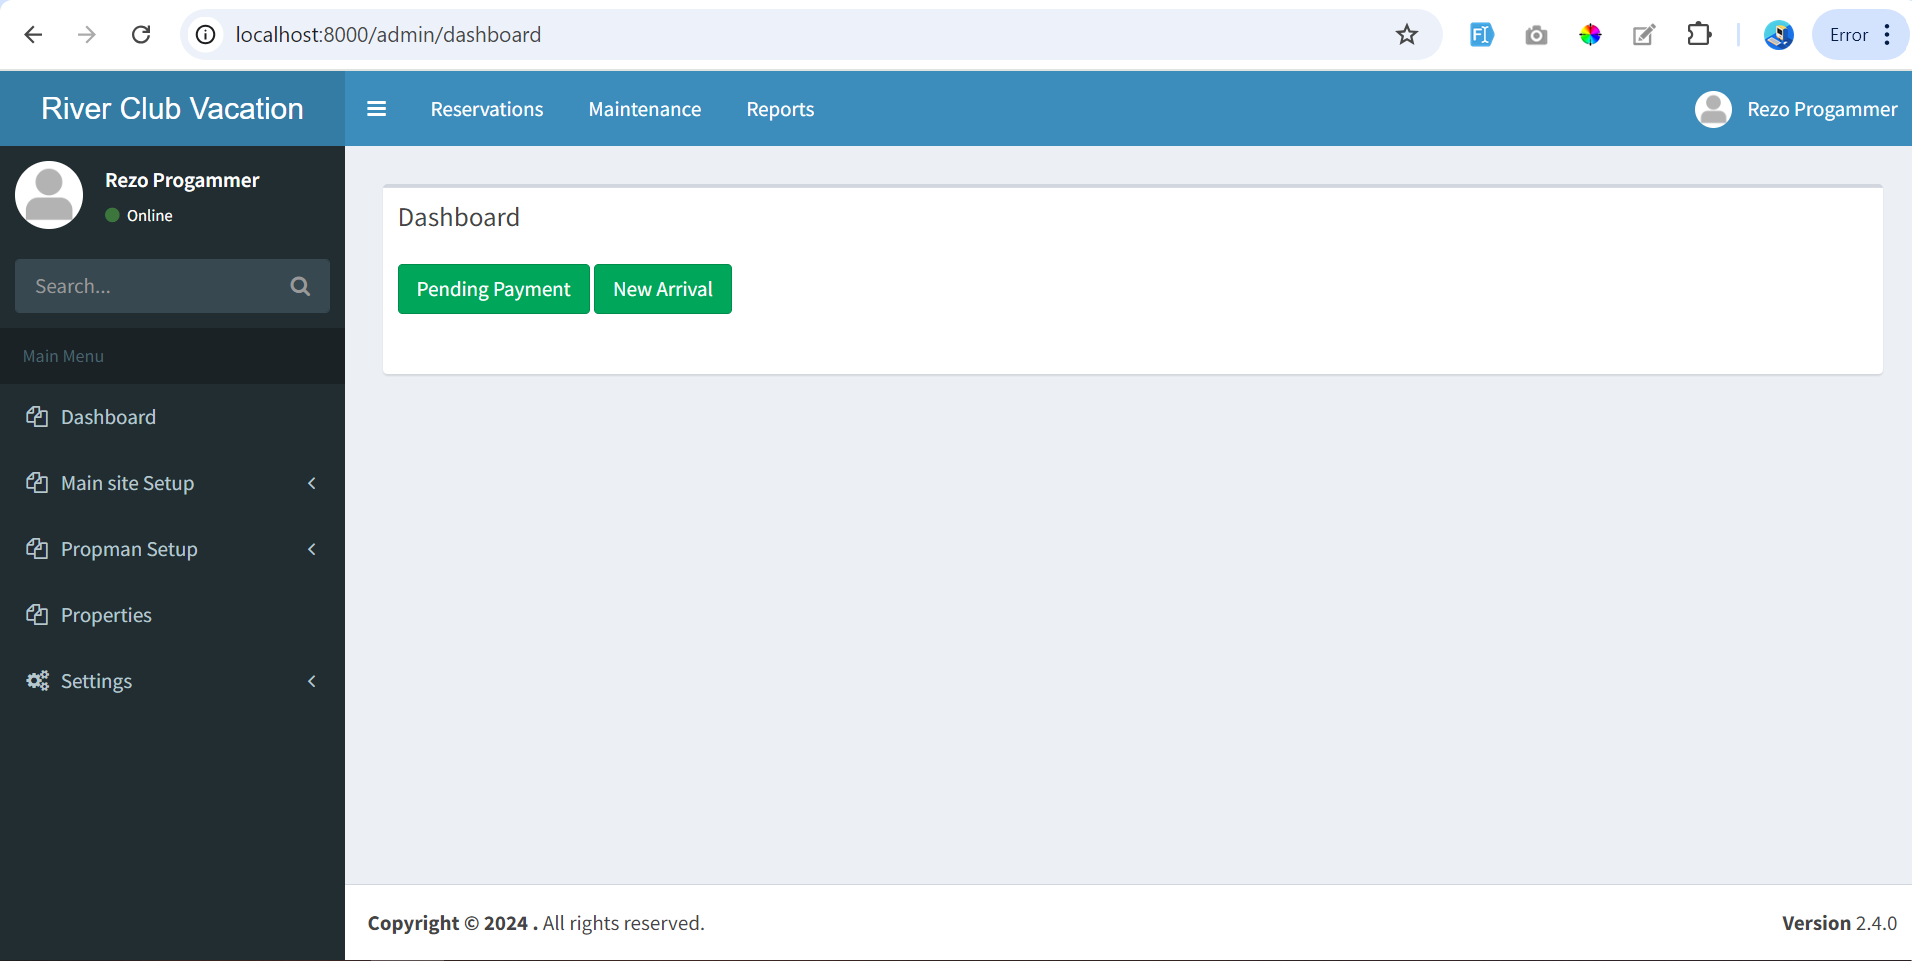 localhost:8000/admin/dashboard
FI
Error
River Club Vacation
Reservations
Maintenance
Reports
Rezo Progammer
Rezo Progammer
Online
Search...
Main Menu
Dashboard
Main site Setup
Propman Setup
Properties
Settings
Dashboard
Pending Payment
New Arrival
Copyright © 2024 . All rights reserved.
Version 2.4.0